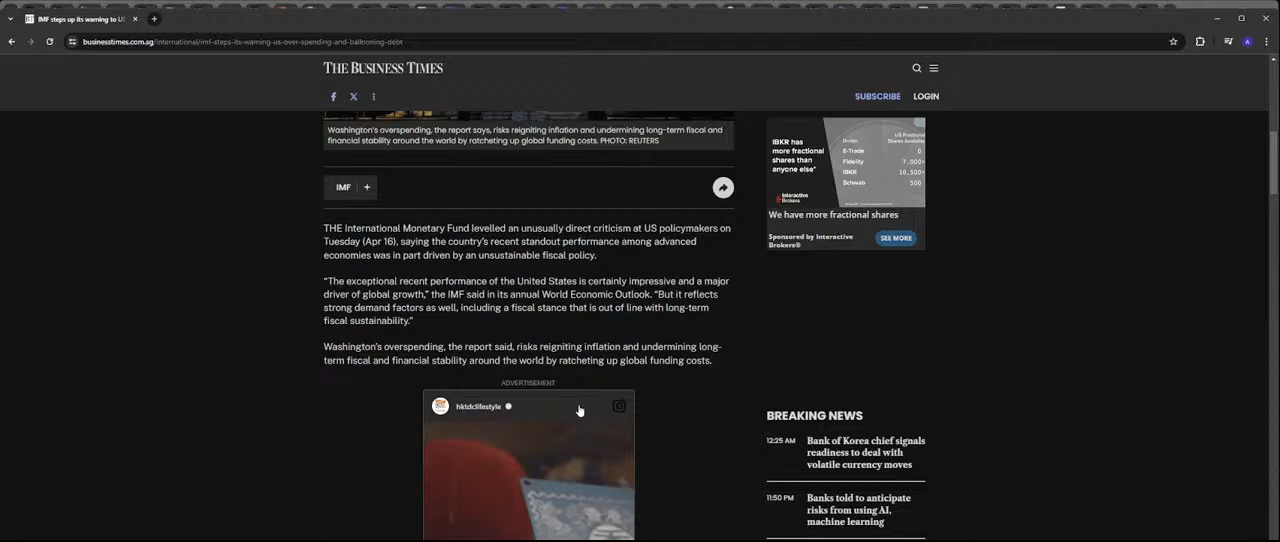 IMF steps up its warning to US
businesstimes.com.sg/international/imf-steps-its-warning-us-over-spending-and-ballooning-debt
THE BUSINESS TIMES
SUBSCRIBE
LOGIN
Washington's overspending, the report says, risks reigniting inflation and undermining long-term fiscal and
financial stability around the world by ratcheting up global funding costs. PHOTO: REUTERS
IMF +
THE International Monetary Fund levelled an unusually direct criticism at US policymakers on
Tuesday (Apr 16), saying the country's recent standout performance among advanced
economies was in part driven by an unsustainable fiscal policy.
"The exceptional recent performance of the United States is certainly impressive and a major
driver of global growth," the IMF said in its annual World Economic Outlook. "But it reflects
strong demand factors as well, including a fiscal stance that is out of line with long-term
fiscal sustainability."
Washington's overspending, the report said, risks reigniting inflation and undermining long-
term fiscal and financial stability around the world by ratcheting up global funding costs.
ADVERTISEMENT
hktdclifestyle
IBKR has
more fractional
shares than
anyone else*
Broker
US Fractional
Shares Available
E-Trade 0
Fidelity 7,000+
IBKR 10,500+
Schwab 500
Interactive
Brokers
We have more fractional shares
Sponsored by Interactive
Brokers®
SEE MORE
BREAKING NEWS
12:25 AM
Bank of Korea chief signals
readiness to deal with
volatile currency moves
11:50 PM
Banks told to anticipate
risks from using AI,
machine learning